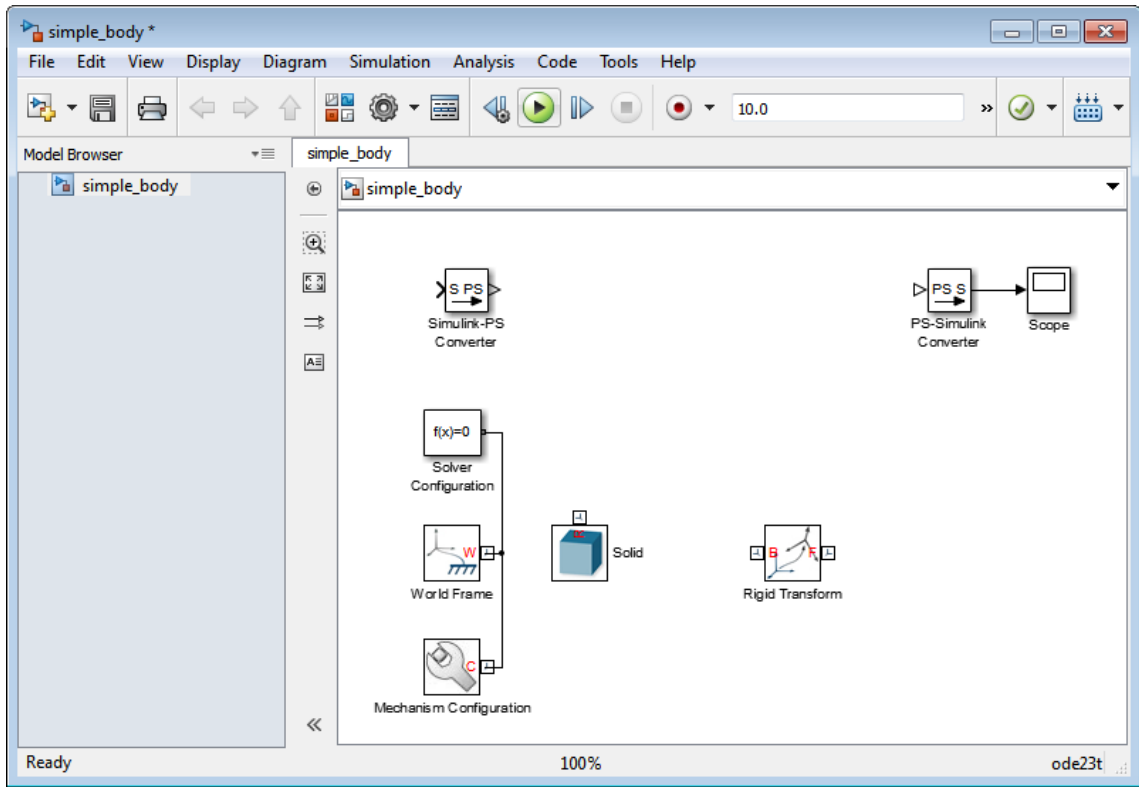 simple_body *
File Edit View Display Diagram Simulation Analysis Code Tools Help
10.0 »
Model Browser
simple_body
simple_body
simple_body
S PS
Simulink-PS
Converter
PS S
PS-Simulink
Converter
Scope
f(x)=0
Solver
Configuration
W
World Frame
R
Solid
B F
Rigid Transform
C
Mechanism Configuration
Ready 100% ode23t